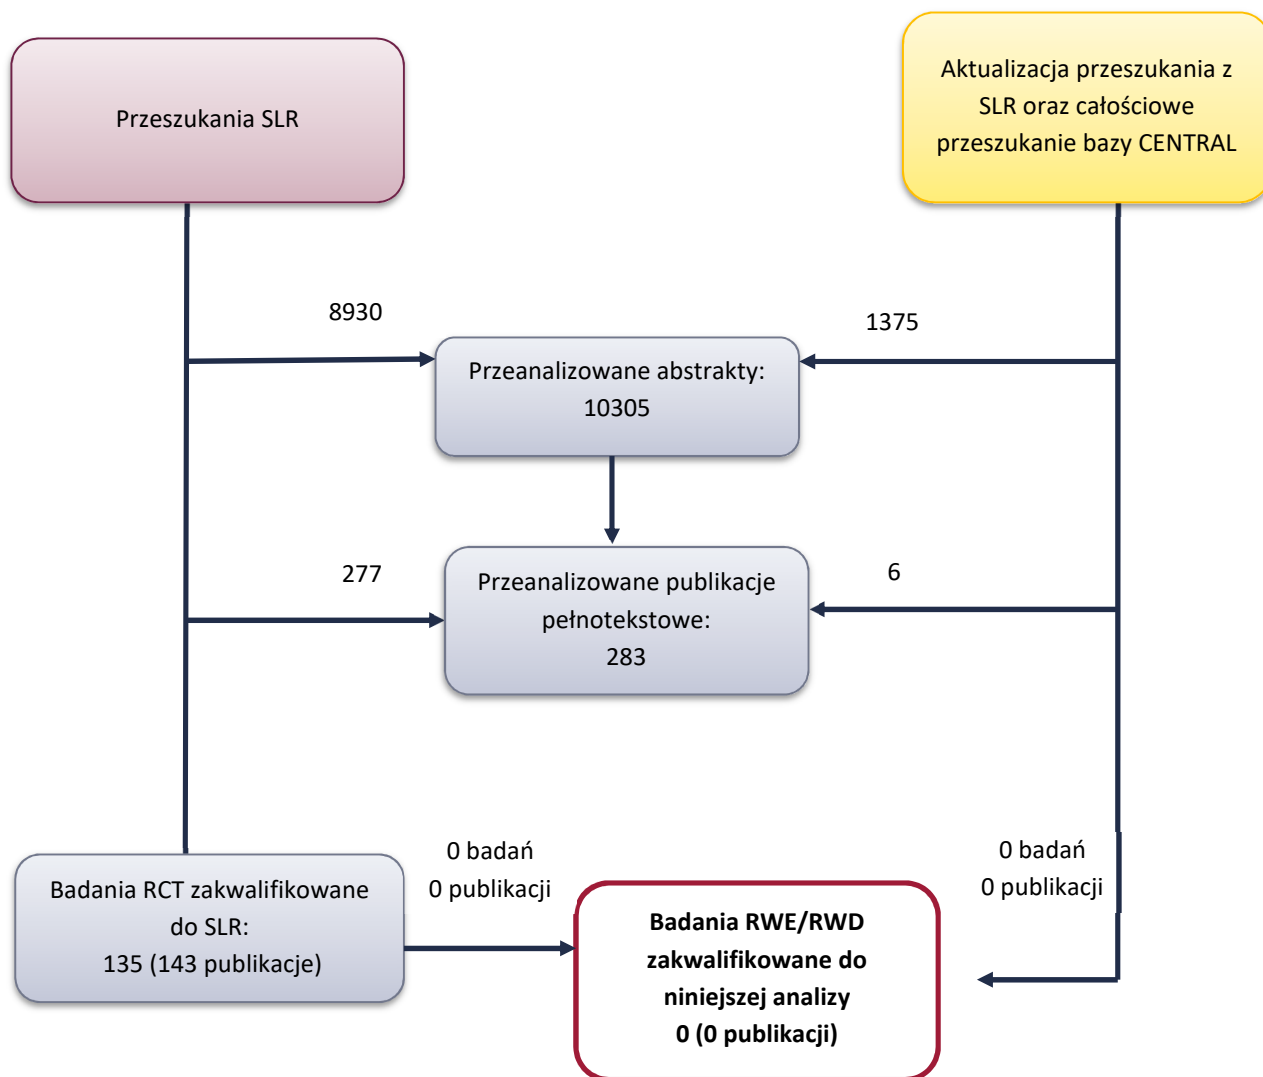 Przeszukania SLR
Aktualizacja przeszukania z
SLR oraz całościowe
przeszukanie bazy CENTRAL
8930
1375
Przeanalizowane abstrakty:
10305
277
6
Przeanalizowane publikacje
pełnotekstowe:
283
Badania RCT zakwalifikowane
do SLR:
135 (143 publikacje)
0 badań
0 publikacji
0 badań
0 publikacji
Badania RWE/RWD
zakwalifikowane do
niniejszej analizy
0 (0 publikacji)